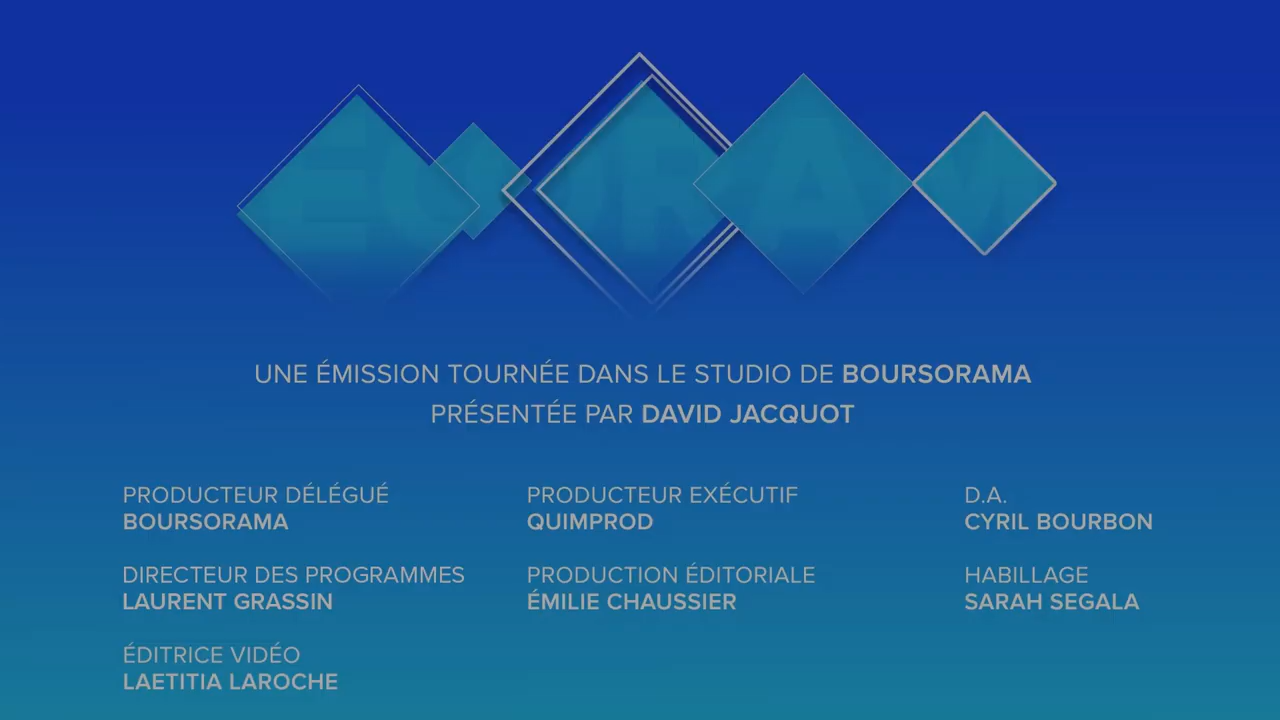 UNE ÉMISSION TOURNÉE DANS LE STUDIO DE BOURSORAMA
PRÉSENTÉE PAR DAVID JACQUOT
PRODUCTEUR DÉLÉGUÉ
BOURSORAMA
PRODUCTEUR EXÉCUTIF
QUIMPROD
D.A.
CYRIL BOURBON
DIRECTEUR DES PROGRAMMES
LAURENT GRASSIN
PRODUCTION ÉDITORIALE
ÉMILIE CHAUSSIER
HABILLAGE
SARAH SEGALA
ÉDITRICE VIDÉO
LAETITIA LAROCHE